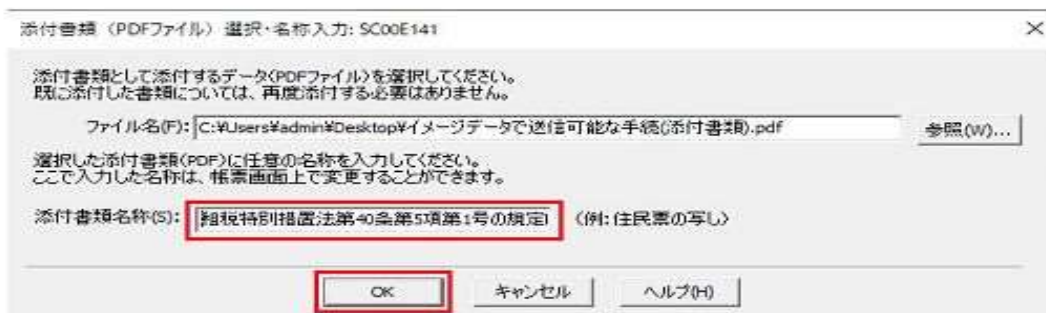 添付書類（PDFファイル）選択・名称入力: SC00E141
添付書類として添付するデータ(PDFファイル)を選択してください。
既に添付した書類については、再度添付する必要はありません。
ファイル名(F): C:¥Users¥admin¥Desktop¥イメージデータで送信可能な手続(添付書類).pdf 参照(W)...
選択した添付書類(PDF)に任意の名称を入力してください。
ここで入力した名称は、帳票画面上で変更することができます。
添付書類名称(S): 租税特別措置法第40条第5項第1号の規定 （例: 住民票の写し）
OK キャンセル ヘルプ(H)